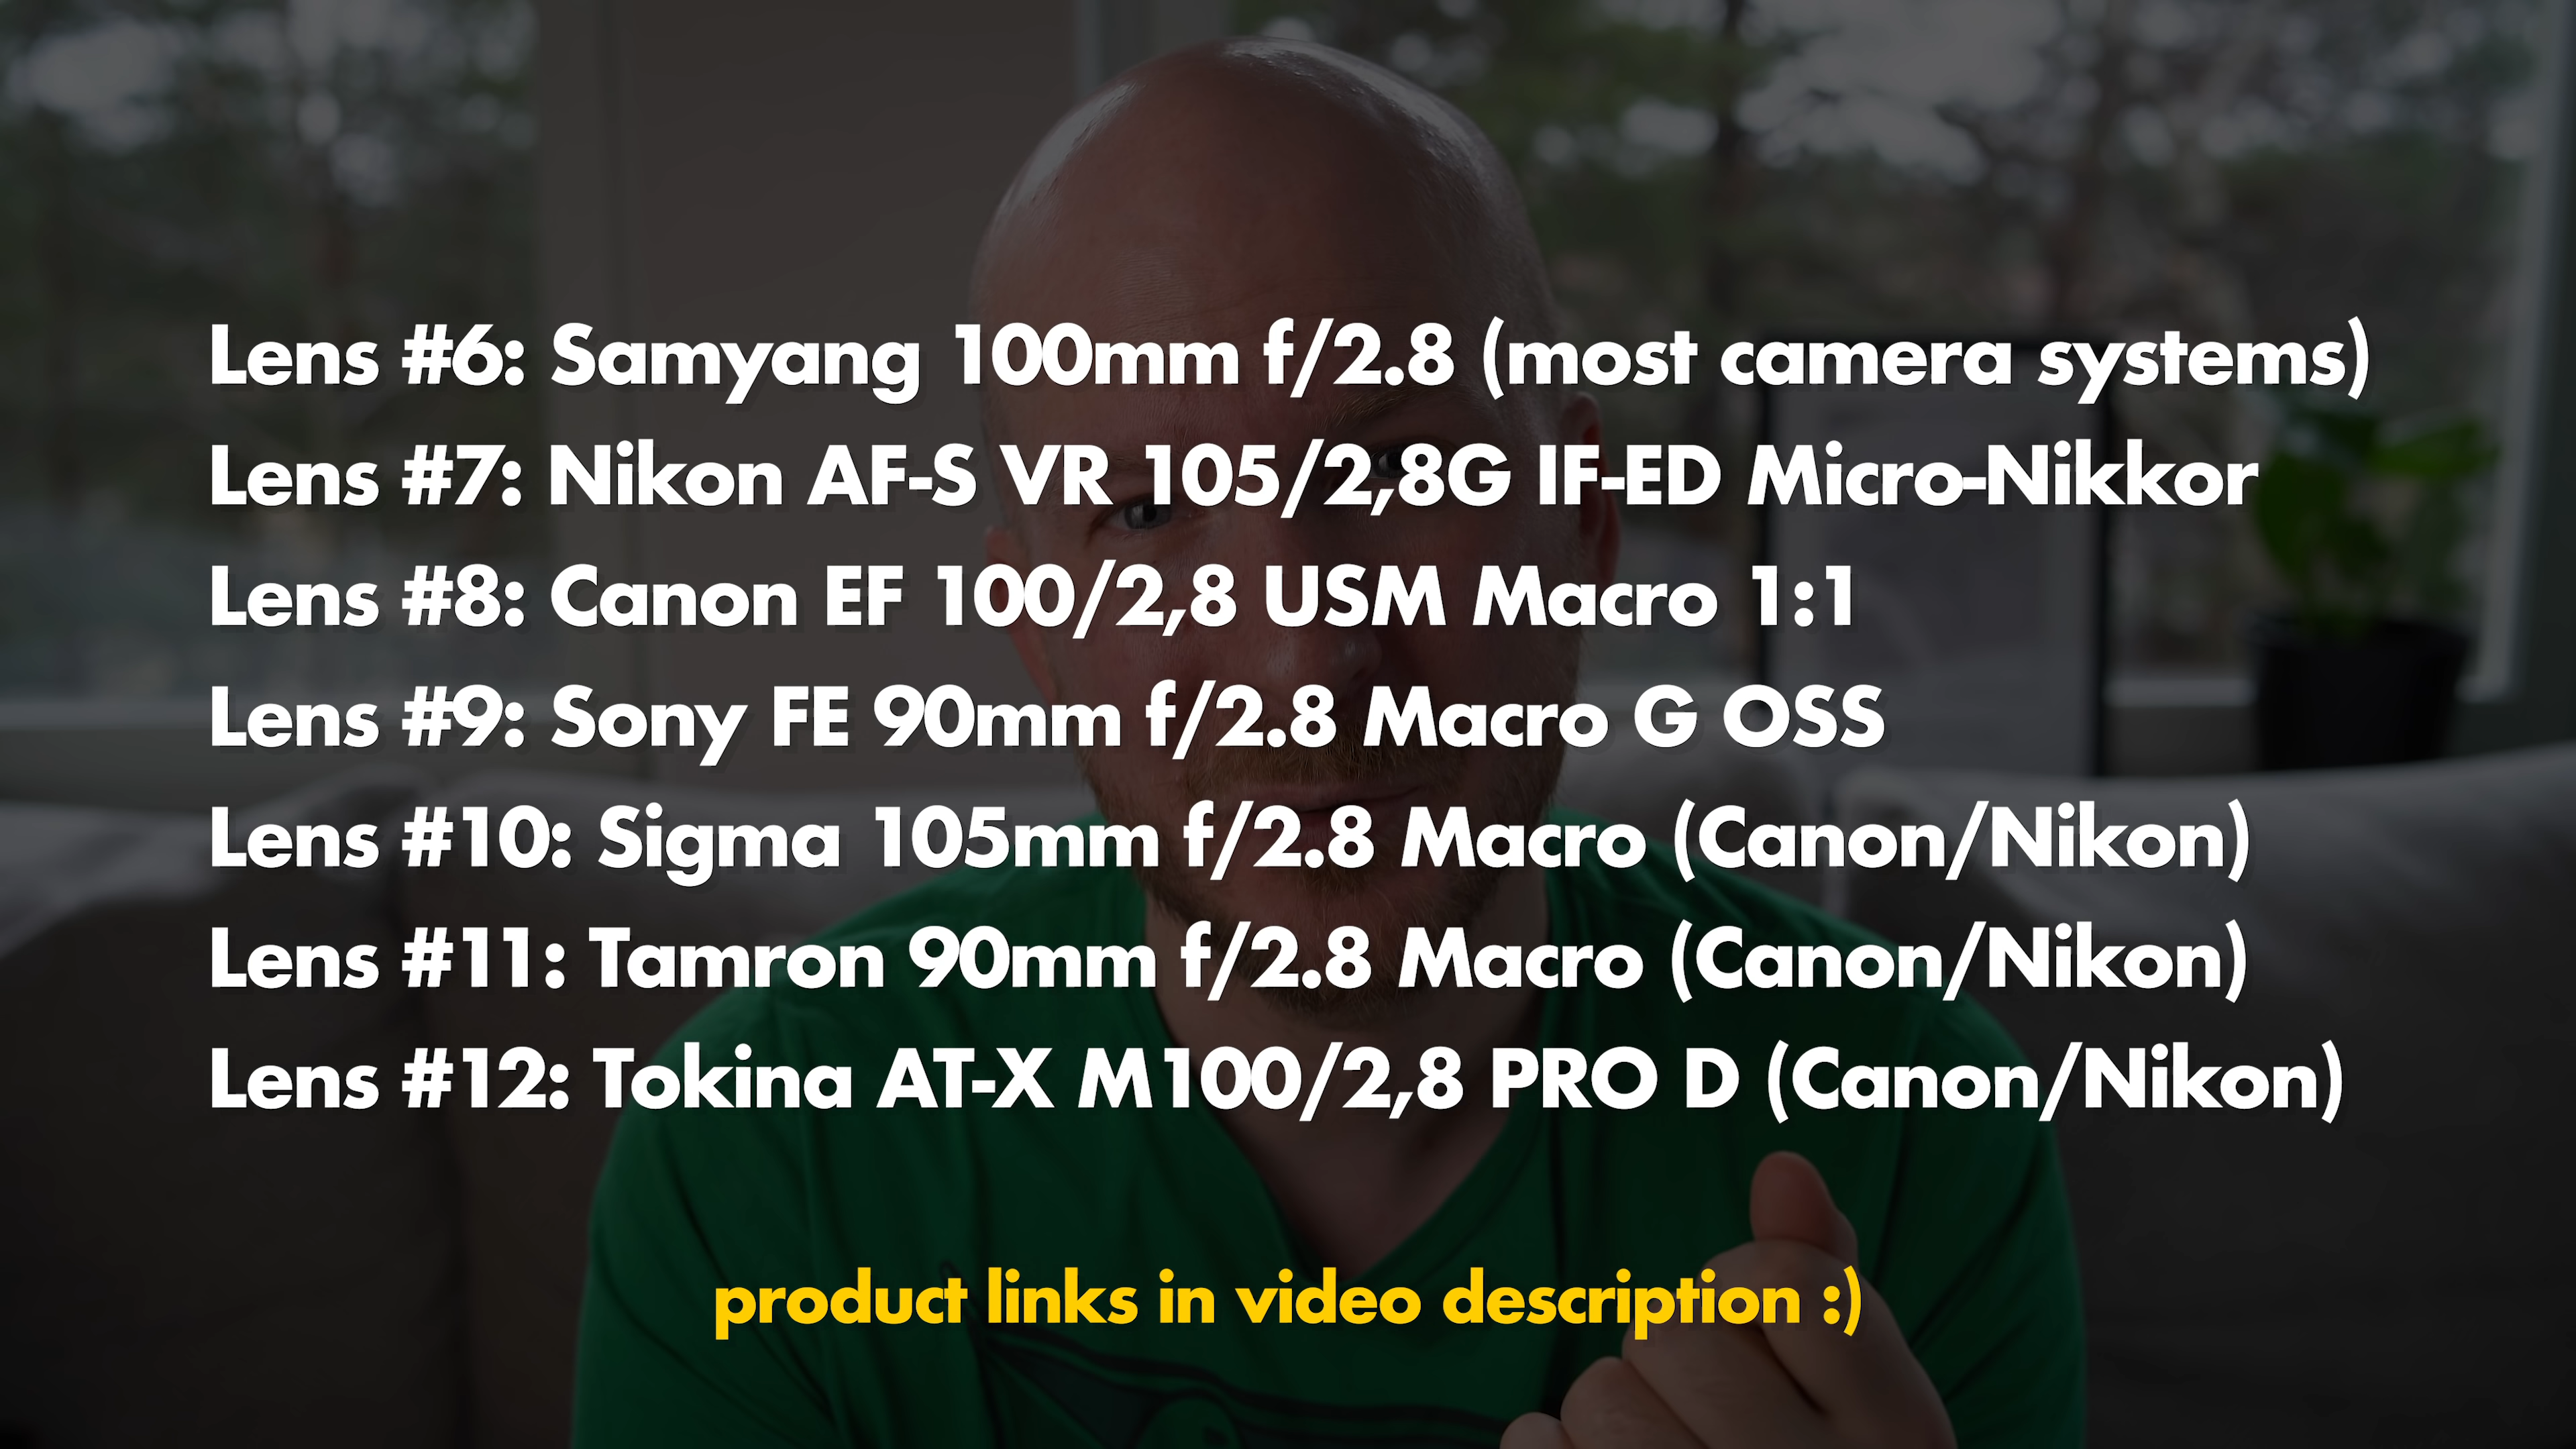 Lens #6: Samyang 100mm f/2.8 (most camera systems)
Lens #7: Nikon AF-S VR 105/2,8G IF-ED Micro-Nikkor
Lens #8: Canon EF 100/2,8 USM Macro 1:1
Lens #9: Sony FE 90mm f/2.8 Macro G OSS
Lens #10: Sigma 105mm f/2.8 Macro (Canon/Nikon)
Lens #11: Tamron 90mm f/2.8 Macro (Canon/Nikon)
Lens #12: Tokina AT-X M100/2,8 PRO D (Canon/Nikon)
product links in video description :)